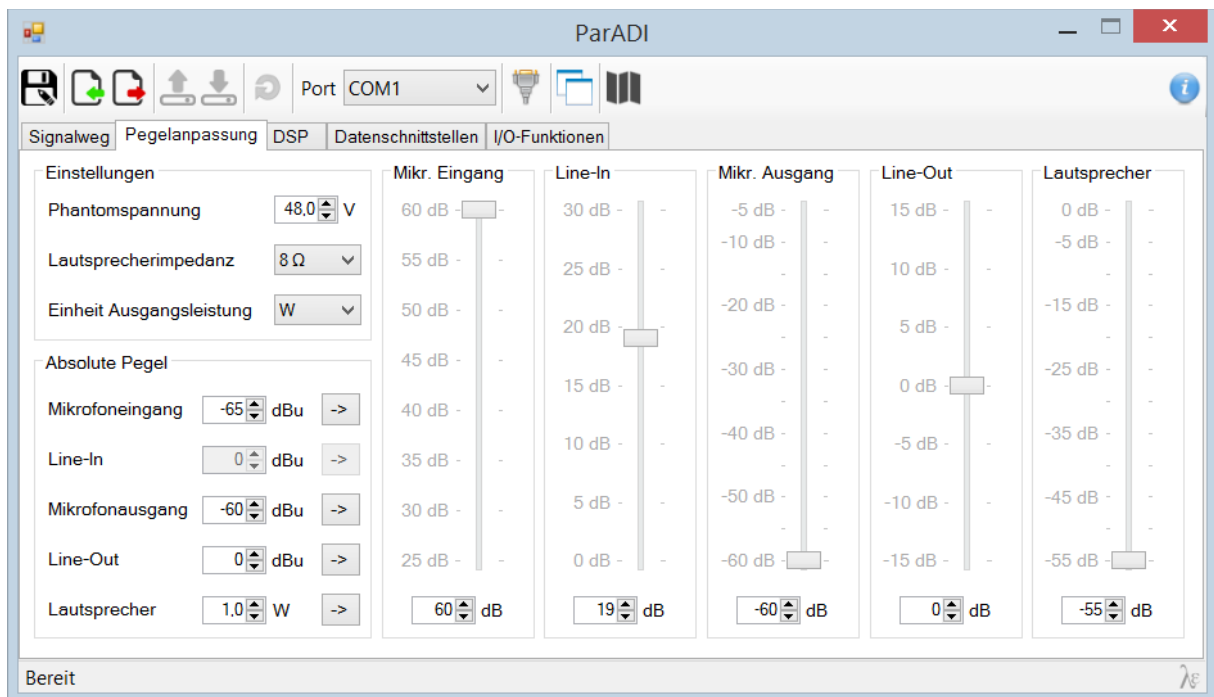 ParADI
Port COM1
Signalweg Pegelanpassung DSP Datenschnittstellen I/O-Funktionen
Einstellungen
Phantomspannung 48,0 V
Lautsprecherimpedanz 8 Ω
Einheit Ausgangsleistung W
Absolute Pegel
Mikrofoneingang -65 dBu ->
Line-In 0 dBu ->
Mikrofonausgang -60 dBu ->
Line-Out 0 dBu ->
Lautsprecher 1,0 W ->
Mikr. Eingang
60 dB
55 dB
50 dB
45 dB
40 dB
35 dB
30 dB
25 dB
60 dB
Line-In
30 dB
25 dB
20 dB
15 dB
10 dB
5 dB
0 dB
19 dB
Mikr. Ausgang
-5 dB
-10 dB
-20 dB
-30 dB
-40 dB
-50 dB
-60 dB
-60 dB
Line-Out
15 dB
10 dB
5 dB
0 dB
-5 dB
-10 dB
-15 dB
0 dB
Lautsprecher
0 dB
-5 dB
-15 dB
-25 dB
-35 dB
-45 dB
-55 dB
-55 dB
Bereit
λε